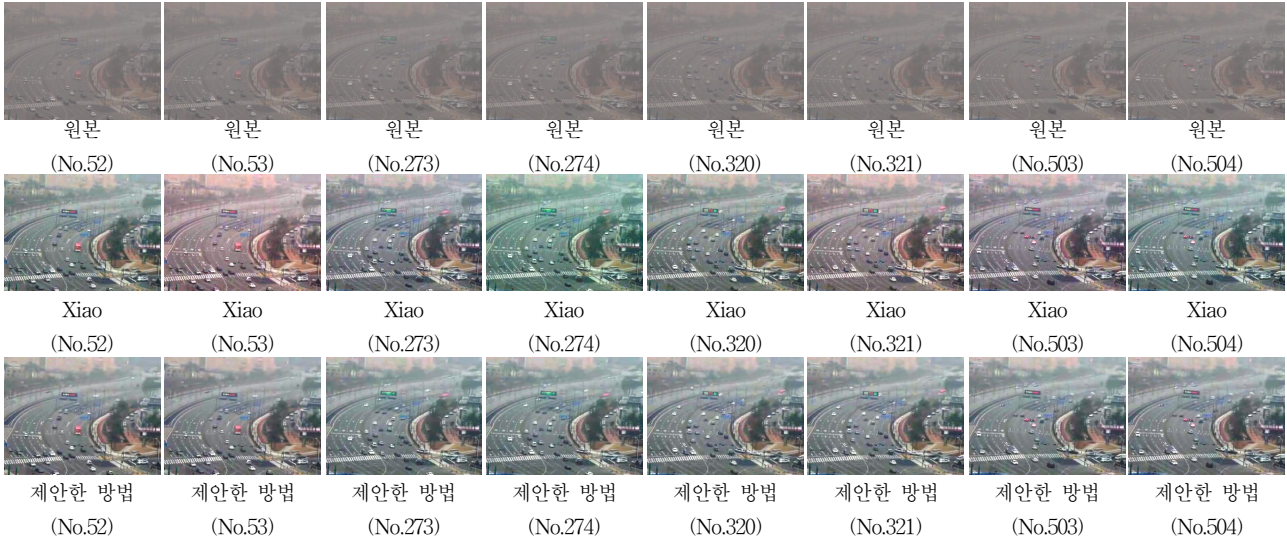 원본 원본 원본 원본 원본 원본 원본 원본
(No.52) (No.53) (No.273) (No.274) (No.320) (No.321) (No.503) (No.504)
Xiao Xiao Xiao Xiao Xiao Xiao Xiao Xiao
(No.52) (No.53) (No.273) (No.274) (No.320) (No.321) (No.503) (No.504)
제안한 방법 제안한 방법 제안한 방법 제안한 방법 제안한 방법 제안한 방법 제안한 방법 제안한 방법
(No.52) (No.53) (No.273) (No.274) (No.320) (No.321) (No.503) (No.504)